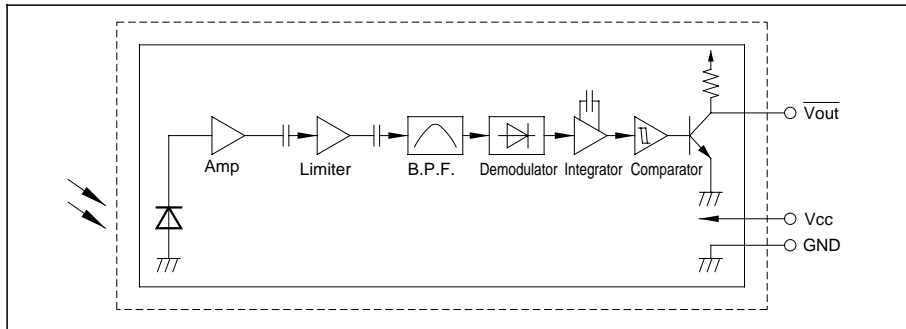 Vout
Amp
Limiter
B.P.F.
Demodulator
Integrator
Comparator
Vcc
GND